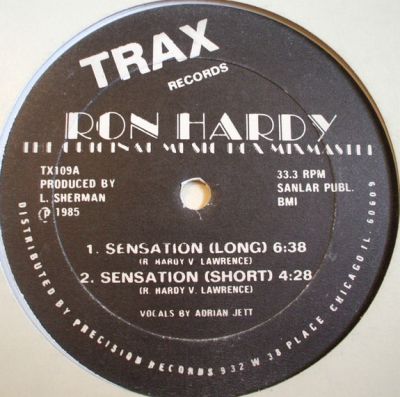 TRAX
RECORDS
RON HARDY
THE ORIGINAL MUSIC BOX MIXMASTER
TX109A
PRODUCED BY
L. SHERMAN
Ⓟ 1985
33.3 RPM
SANLAR PUBL.
BMI
1. SENSATION (LONG) 6:38
(R. HARDY V. LAWRENCE)
2. SENSATION (SHORT) 4:28
(R. HARDY V. LAWRENCE)
VOCALS BY ADRIAN JETT
DISTRIBUTED BY PRECISION RECORDS 932 W 38 PLACE CHICAGO IL. 60609